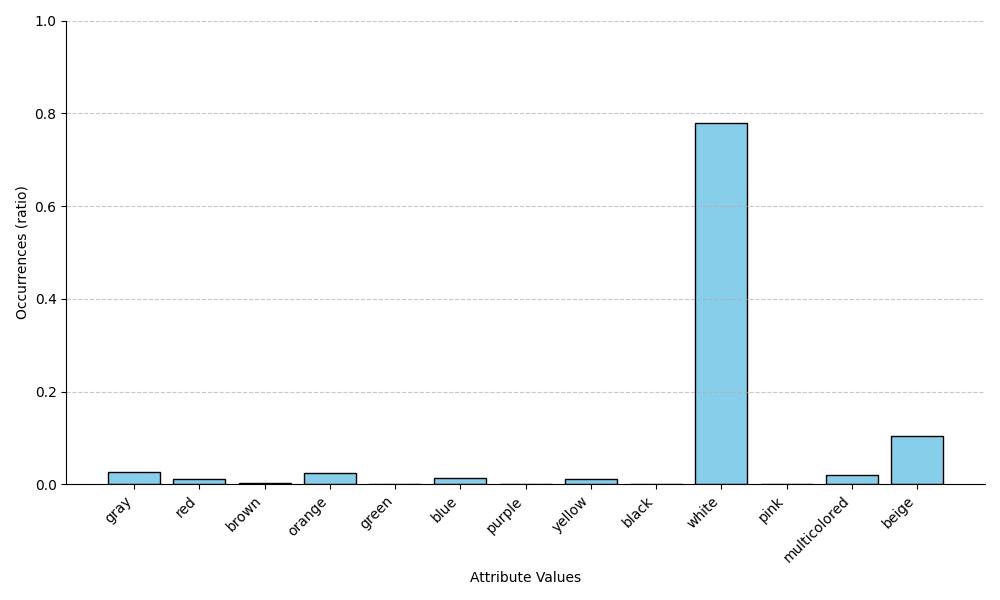 1.0
0.8
0.6
0.4
0.2
0.0
Occurrences (ratio)
gray
red
brown
orange
green
blue
purple
yellow
black
white
pink
multicolored
beige
Attribute Values